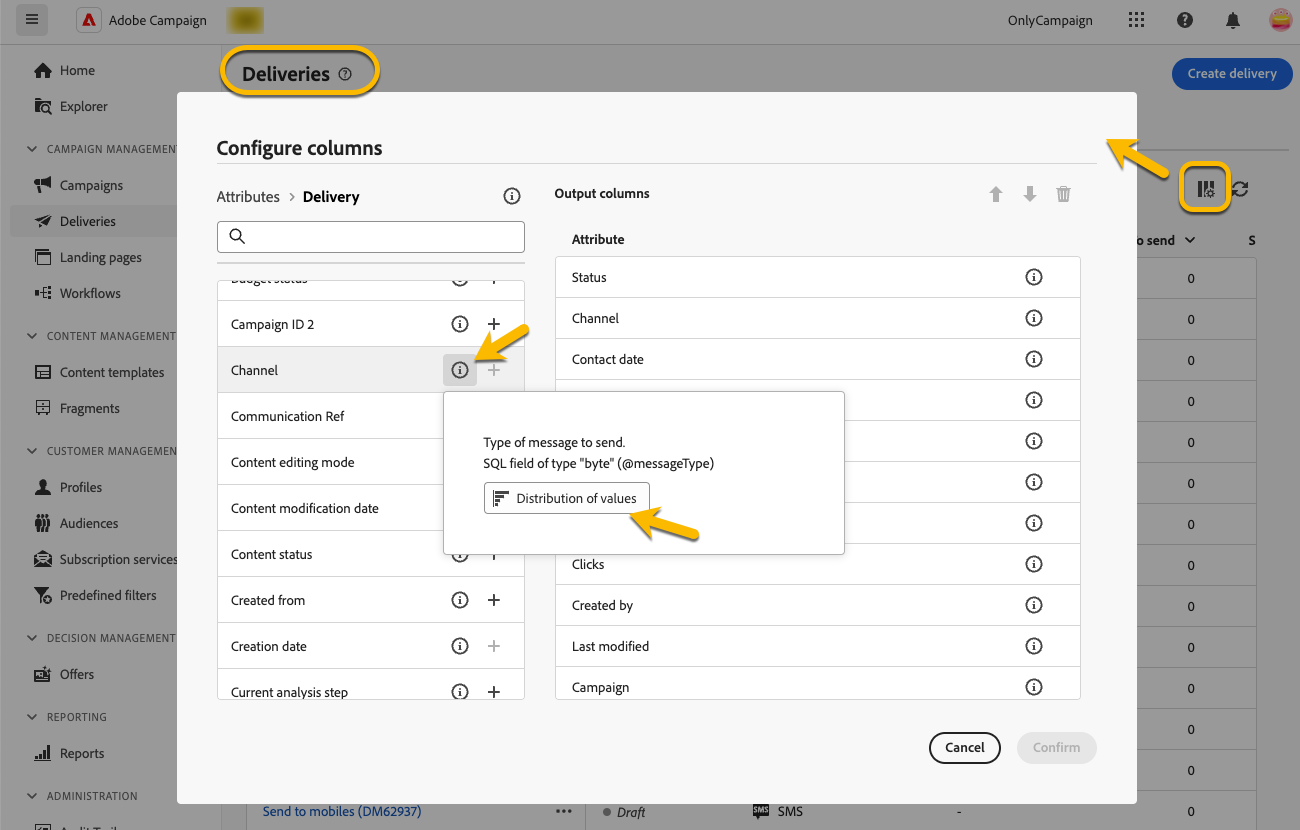 Adobe Campaign
OnlyCampaign
Home
Explorer
CAMPAIGN MANAGEMENT
Campaigns
Deliveries
Landing pages
Workflows
CONTENT MANAGEMENT
Content templates
Fragments
CUSTOMER MANAGEMEN
Profiles
Audiences
Subscription services
Predefined filters
DECISION MANAGEMENT
Offers
REPORTING
Reports
ADMINISTRATION
Deliveries
Create delivery
Configure columns
Attributes > Delivery
Budget status
Campaign ID 2
Channel
Communication Ref
Content editing mode
Content modification date
Content status
Created from
Creation date
Current analysis step
Type of message to send.
SQL field of type "byte" (@messageType)
Distribution of values
Output columns
Attribute
Status
Channel
Contact date
Clicks
Created by
Last modified
Campaign
Cancel
Confirm
o send
S
0
0
0
0
0
0
0
0
0
0
0
0
0
Send to mobiles (DM62937)
Draft
SMS
SMS
-
0